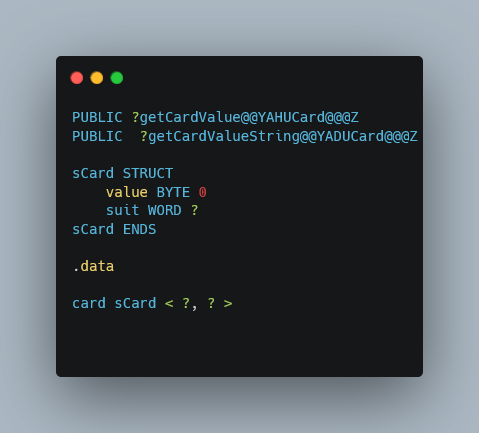 PUBLIC ?getCardValue@@YAHUCard@@@Z
PUBLIC  ?getCardValueString@@YADUCard@@@Z
sCard STRUCT
    value BYTE 0
    suit WORD ?
sCard ENDS
.data
card sCard < ?, ? >